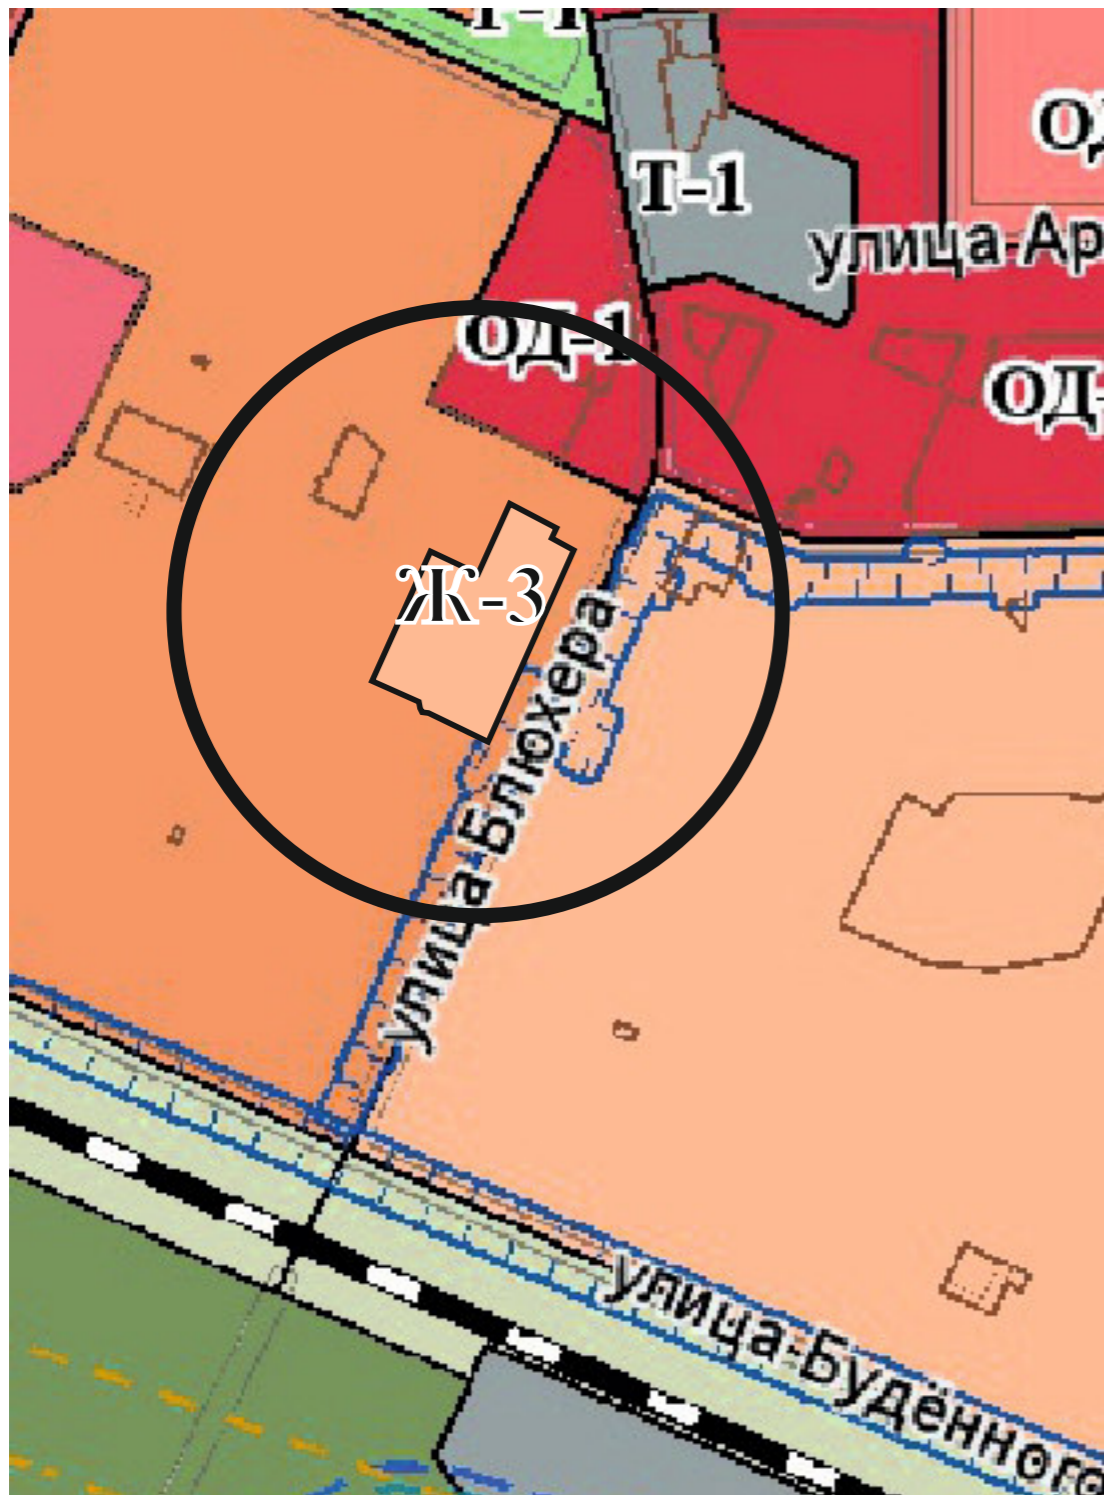 Т-1
ОД
улица Ар
ОД-1
ОД-
Ж-3
улица Блюхера
улица Будённого